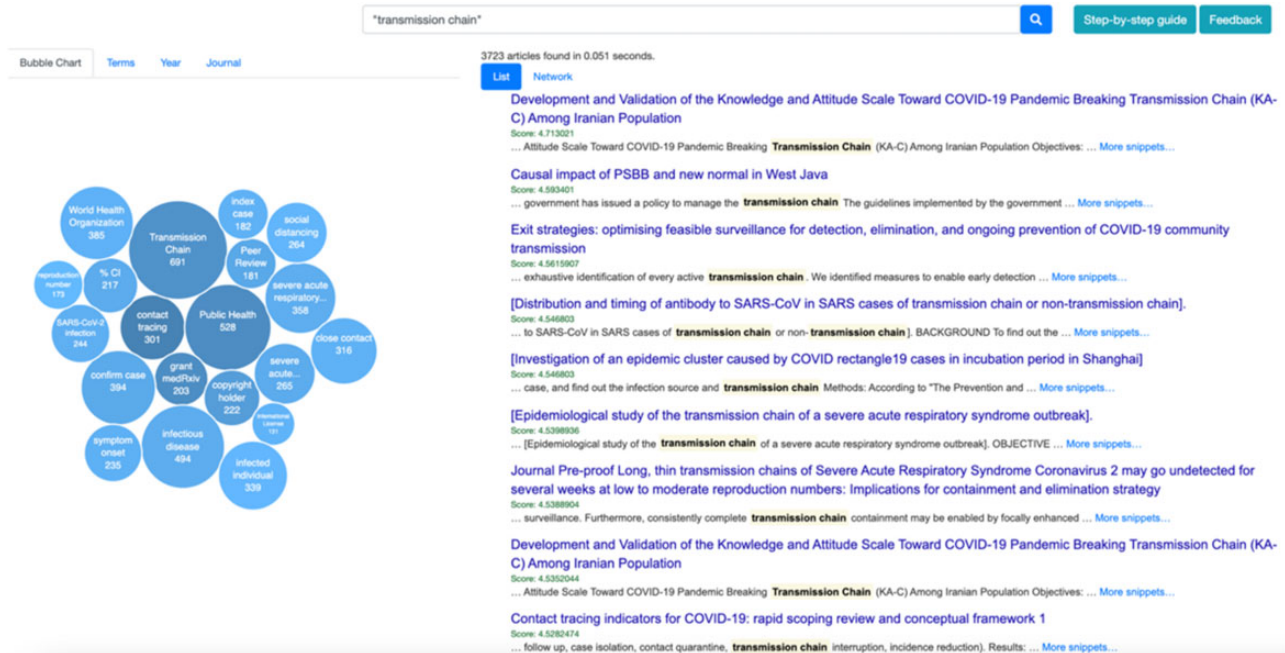 "transmission chain"
Step-by-step guide
Feedback
Bubble Chart
Terms
Year
Journal
World Health
Organization
385
Transmission
Chain
691
index
case
182
social
distancing
264
Peer
Review
181
reproduction
number
173
% CI
217
severe acute
respiratory...
358
SARS-CoV-2
infection
244
contact
tracing
301
Public Health
528
close contact
316
confirm case
394
grant
medRxiv
203
copyright
holder
222
severe
acute...
265
International
License
symptom
onset
235
infectious
disease
494
infected
individual
339
3723 articles found in 0.051 seconds.
List
Network
Development and Validation of the Knowledge and Attitude Scale Toward COVID-19 Pandemic Breaking Transmission Chain (KA-
C) Among Iranian Population
Score: 4.713021
... Attitude Scale Toward COVID-19 Pandemic Breaking Transmission Chain (KA-C) Among Iranian Population Objectives: ... More snippets...
Causal impact of PSBB and new normal in West Java
Score: 4.593401
... government has issued a policy to manage the transmission chain The guidelines implemented by the government ... More snippets...
Exit strategies: optimising feasible surveillance for detection, elimination, and ongoing prevention of COVID-19 community
transmission
Score: 4.5615907
... exhaustive identification of every active transmission chain . We identified measures to enable early detection ... More snippets...
[Distribution and timing of antibody to SARS-CoV in SARS cases of transmission chain or non-transmission chain].
Score: 4.546803
... to SARS-CoV in SARS cases of transmission chain or non- transmission chain ]. BACKGROUND To find out the ... More snippets...
[Investigation of an epidemic cluster caused by COVID rectangle19 cases in incubation period in Shanghai]
Score: 4.546803
... case, and find out the infection source and transmission chain Methods: According to "The Prevention and ... More snippets...
[Epidemiological study of the transmission chain of a severe acute respiratory syndrome outbreak].
Score: 4.5398936
... [Epidemiological study of the transmission chain of a severe acute respiratory syndrome outbreak]. OBJECTIVE ... More snippets...
Journal Pre-proof Long, thin transmission chains of Severe Acute Respiratory Syndrome Coronavirus 2 may go undetected for
several weeks at low to moderate reproduction numbers: Implications for containment and elimination strategy
Score: 4.5388904
... surveillance. Furthermore, consistently complete transmission chain containment may be enabled by focally enhanced ... More snippets...
Development and Validation of the Knowledge and Attitude Scale Toward COVID-19 Pandemic Breaking Transmission Chain (KA-
C) Among Iranian Population
Score: 4.5352044
... Attitude Scale Toward COVID-19 Pandemic Breaking Transmission Chain (KA-C) Among Iranian Population Objectives: ... More snippets...
Contact tracing indicators for COVID-19: rapid scoping review and conceptual framework 1
Score: 4.5282474
... follow up, case isolation, contact quarantine, transmission chain interruption, incidence reduction). Results: ... More snippets...